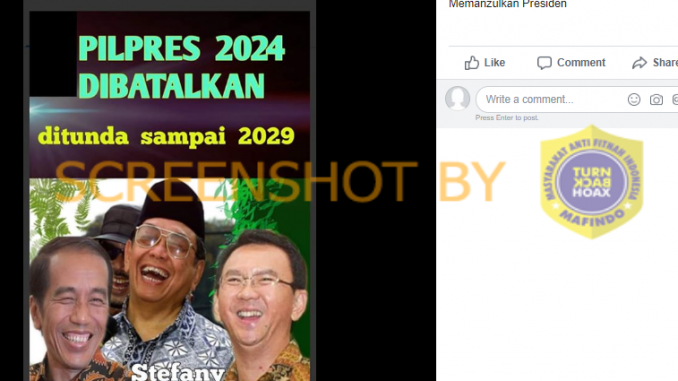 Memanzulkan Presiden
PILPRES 2024
DIBATALKAN
ditunda sampai 2029
Like Comment Share
Write a comment...
Press Enter to post.
SCREENSHOT BY
MASYARAKAT ANTI FITNAH INDONESIA
TURN
BACK
HOAX
MAFINDO
Stefany